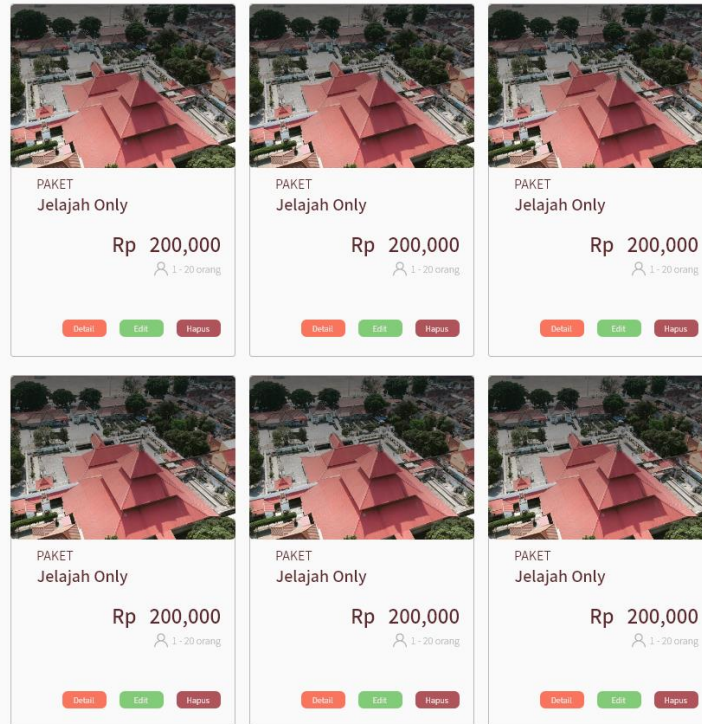 PAKET
Jelajah Only
Rp 200,000
1 - 20 orang
Detail Edit Hapus
PAKET
Jelajah Only
Rp 200,000
1 - 20 orang
Detail Edit Hapus
PAKET
Jelajah Only
Rp 200,000
1 - 20 orang
Detail Edit Hapus
PAKET
Jelajah Only
Rp 200,000
1 - 20 orang
Detail Edit Hapus
PAKET
Jelajah Only
Rp 200,000
1 - 20 orang
Detail Edit Hapus
PAKET
Jelajah Only
Rp 200,000
1 - 20 orang
Detail Edit Hapus